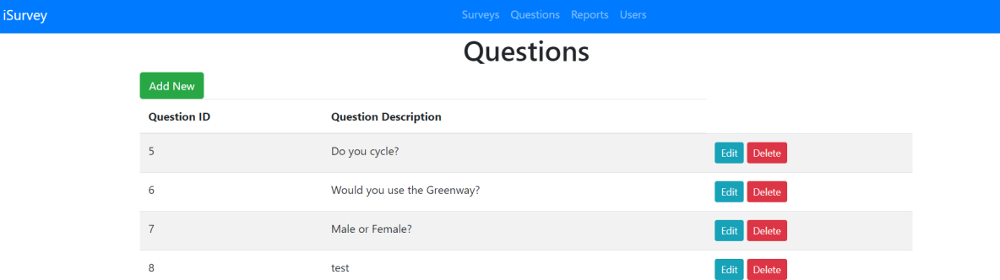 iSurvey Surveys Questions Reports Users
Questions
Add New
Question ID Question Description
5 Do you cycle? Edit Delete
6 Would you use the Greenway? Edit Delete
7 Male or Female? Edit Delete
8 test Edit Delete